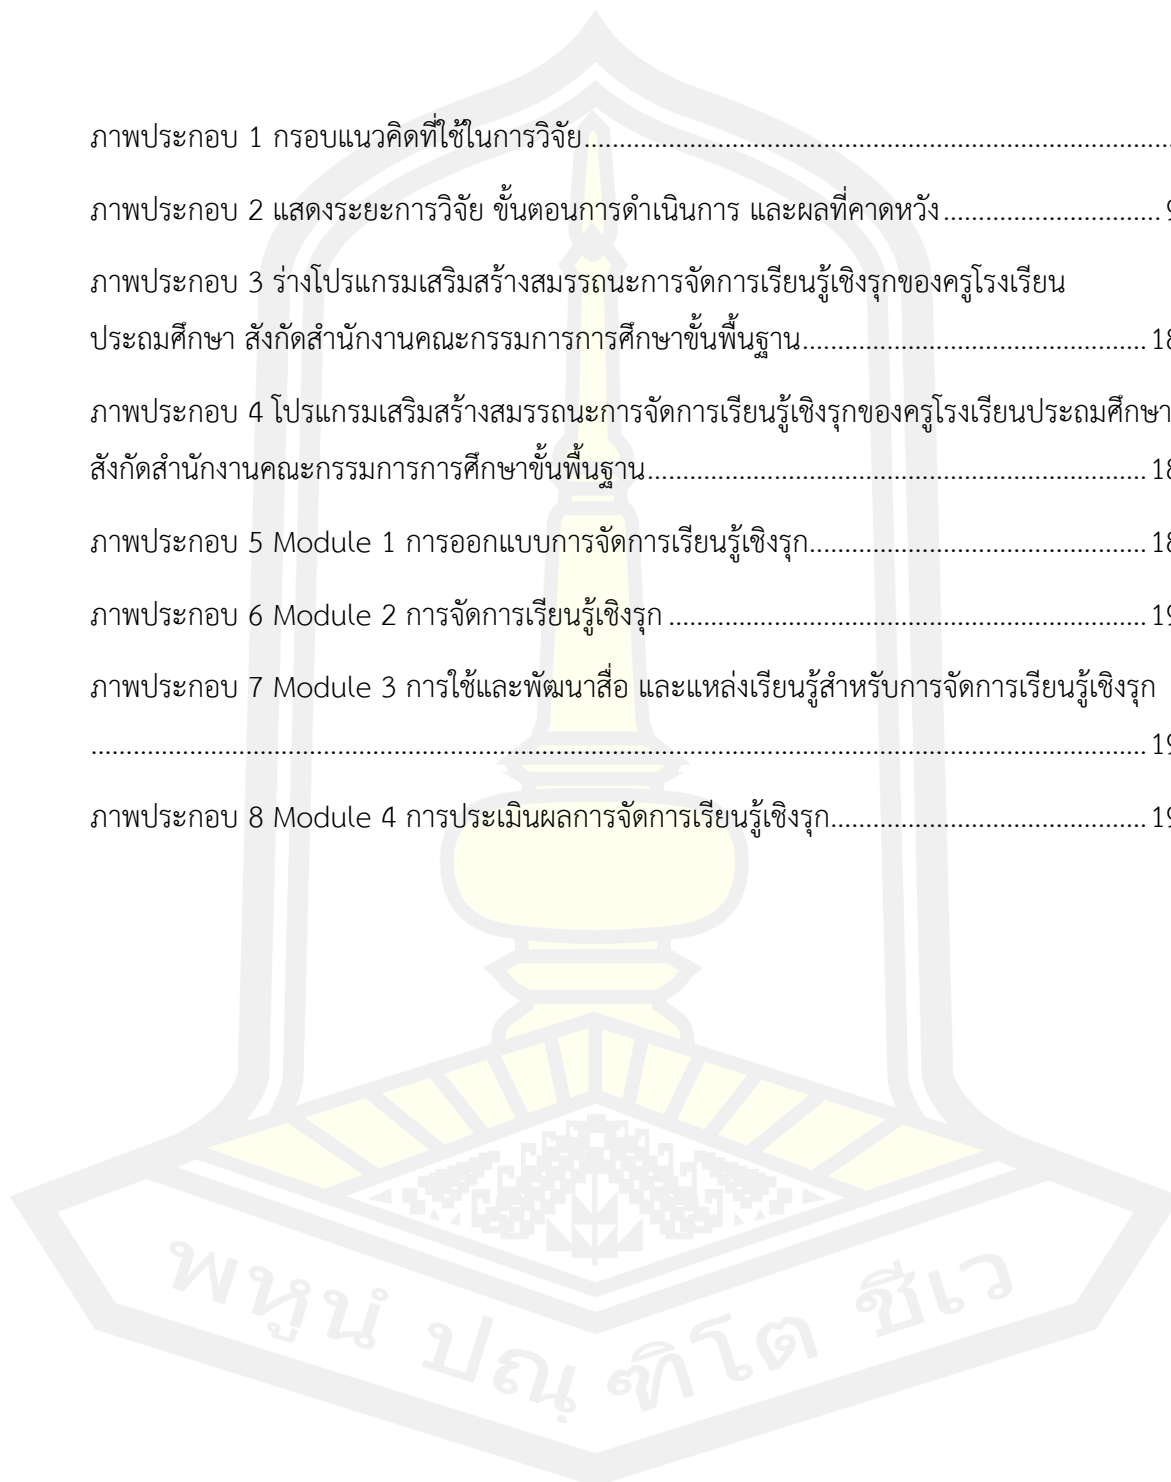 ภาพประกอบ 1 กรอบแนวคิดที่ใช้ในการวิจัย...............................................................................
ภาพประกอบ 2 แสดงระยะการวิจัย ขั้นตอนการดำเนินการ และผลที่คาดหวัง............................. 9
ภาพประกอบ 3 ร่างโปรแกรมเสริมสร้างสมรรถนะการจัดการเรียนรู้เชิงรุกของครูโรงเรียน
ประถมศึกษา สังกัดสำนักงานคณะกรรมการการศึกษาขั้นพื้นฐาน.............................................. 18
ภาพประกอบ 4 โปรแกรมเสริมสร้างสมรรถนะการจัดการเรียนรู้เชิงรุกของครูโรงเรียนประถมศึกษา
สังกัดสำนักงานคณะกรรมการการศึกษาขั้นพื้นฐาน................................................................... 18
ภาพประกอบ 5 Module 1 การออกแบบการจัดการเรียนรู้เชิงรุก............................................. 18
ภาพประกอบ 6 Module 2 การจัดการเรียนรู้เชิงรุก ................................................................ 19
ภาพประกอบ 7 Module 3 การใช้และพัฒนาสื่อ และแหล่งเรียนรู้สำหรับการจัดการเรียนรู้เชิงรุก
.............................................................................................................................................. 19
ภาพประกอบ 8 Module 4 การประเมินผลการจัดการเรียนรู้เชิงรุก.......................................... 19
พหูนํ ปณฺฑิโต ชีเว